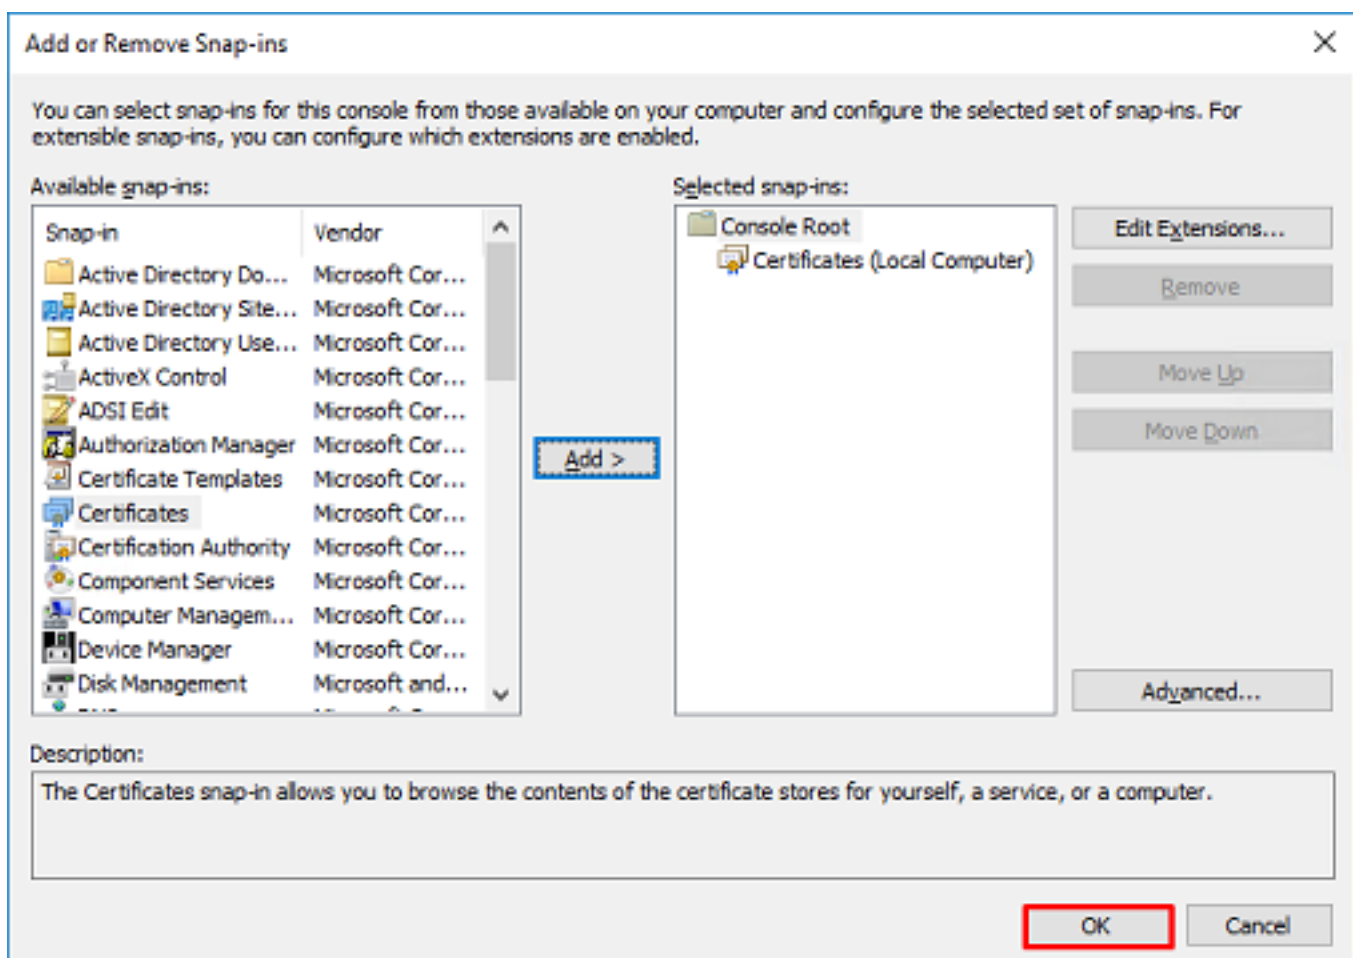 Add or Remove Snap-ins
You can select snap-ins for this console from those available on your computer and configure the selected set of snap-ins. For
extensible snap-ins, you can configure which extensions are enabled.
Available snap-ins:
Snap-in Vendor
Active Directory Do... Microsoft Cor...
Active Directory Site... Microsoft Cor...
Active Directory Use... Microsoft Cor...
ActiveX Control Microsoft Cor...
ADSI Edit Microsoft Cor...
Authorization Manager Microsoft Cor...
Certificate Templates Microsoft Cor...
Certificates Microsoft Cor...
Certification Authority Microsoft Cor...
Component Services Microsoft Cor...
Computer Managem... Microsoft Cor...
Device Manager Microsoft Cor...
Disk Management Microsoft and...
Add >
Selected snap-ins:
Console Root
Certificates (Local Computer)
Edit Extensions...
Remove
Move Up
Move Down
Advanced...
Description:
The Certificates snap-in allows you to browse the contents of the certificate stores for yourself, a service, or a computer.
OK
Cancel